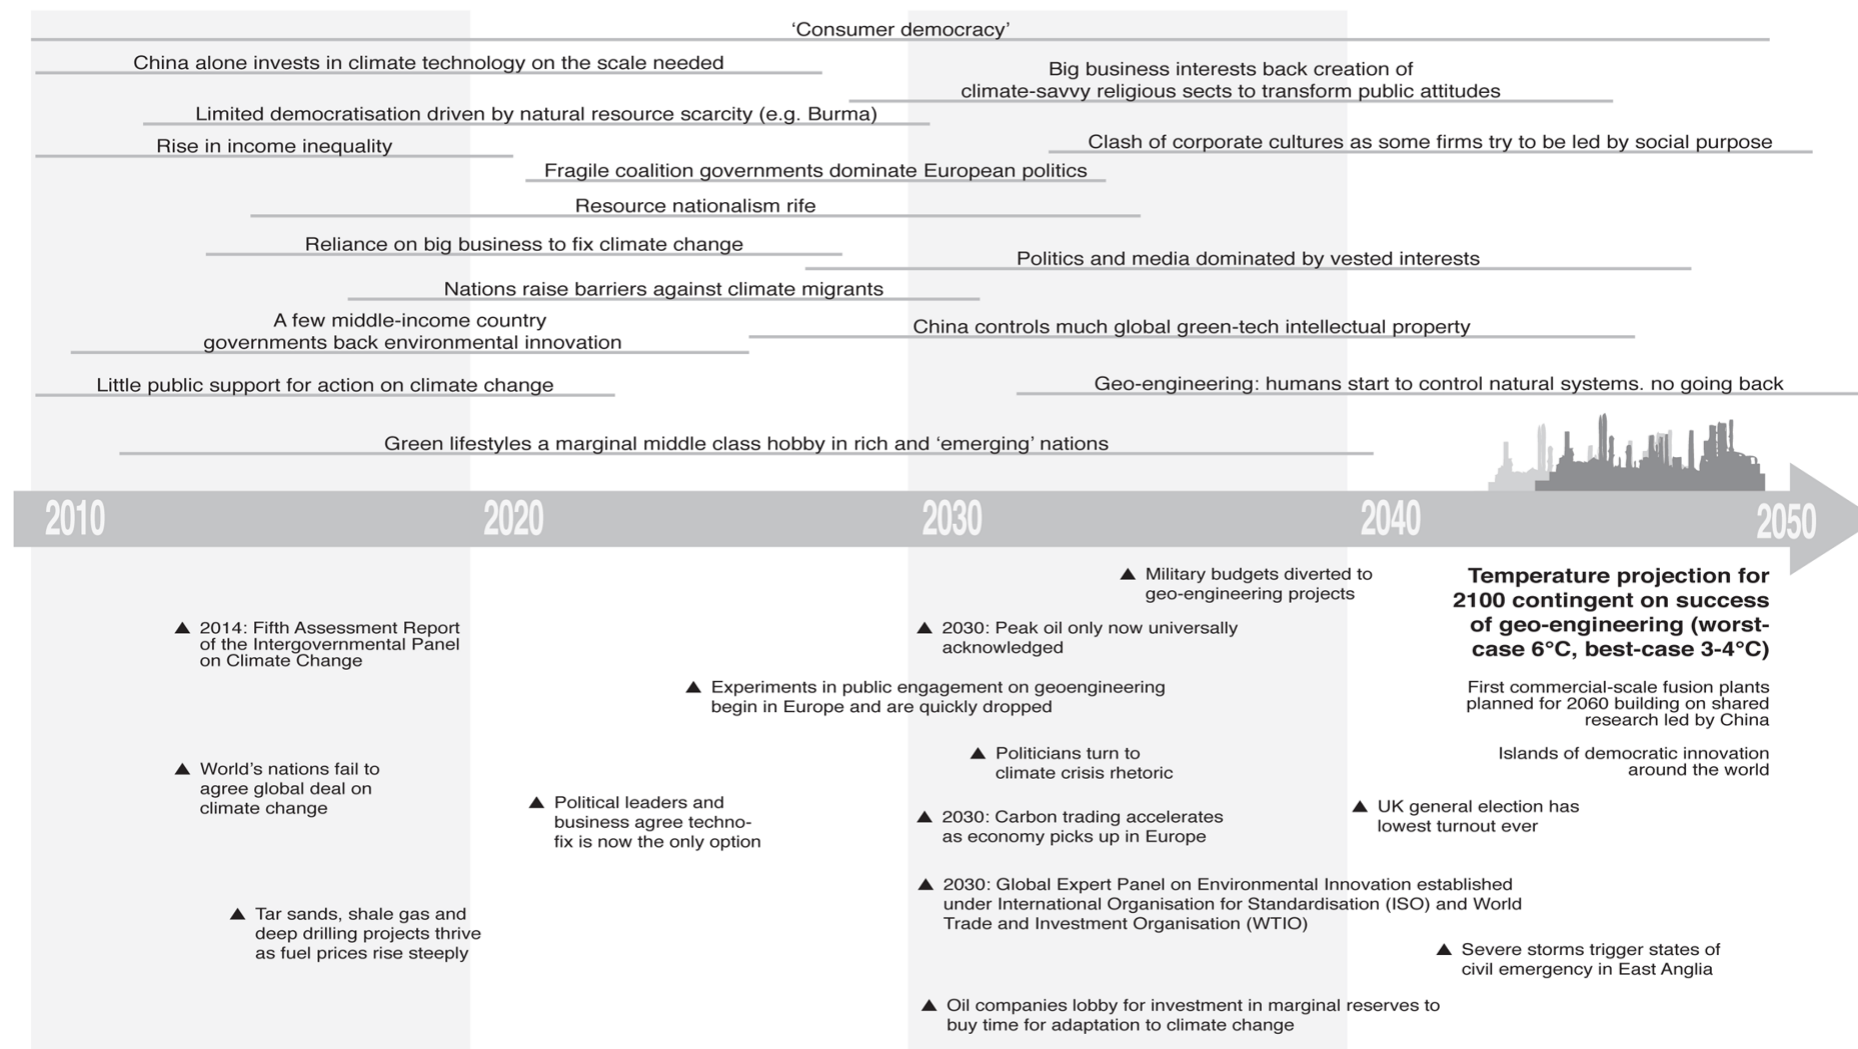 ‘Consumer democracy’
China alone invests in climate technology on the scale needed
Big business interests back creation of
climate-savvy religious sects to transform public attitudes
Limited democratisation driven by natural resource scarcity (e.g. Burma)
Rise in income inequality
Clash of corporate cultures as some firms try to be led by social purpose
Fragile coalition governments dominate European politics
Resource nationalism rife
Reliance on big business to fix climate change
Politics and media dominated by vested interests
Nations raise barriers against climate migrants
A few middle-income country
governments back environmental innovation
China controls much global green-tech intellectual property
Little public support for action on climate change
Geo-engineering: humans start to control natural systems. no going back
Green lifestyles a marginal middle class hobby in rich and ‘emerging’ nations
2010
2020
2030
2040
2050
▲ Military budgets diverted to
geo-engineering projects
Temperature projection for
2100 contingent on success
of geo-engineering (worst-
case 6°C, best-case 3-4°C)
▲ 2014: Fifth Assessment Report
of the Intergovernmental Panel
on Climate Change
▲ 2030: Peak oil only now universally
acknowledged
▲ Experiments in public engagement on geoengineering
begin in Europe and are quickly dropped
First commercial-scale fusion plants
planned for 2060 building on shared
research led by China
▲ Politicians turn to
climate crisis rhetoric
Islands of democratic innovation
around the world
▲ World’s nations fail to
agree global deal on
climate change
▲ Political leaders and
business agree techno-
fix is now the only option
▲ 2030: Carbon trading accelerates
as economy picks up in Europe
▲ UK general election has
lowest turnout ever
▲ 2030: Global Expert Panel on Environmental Innovation established
under International Organisation for Standardisation (ISO) and World
Trade and Investment Organisation (WTIO)
▲ Tar sands, shale gas and
deep drilling projects thrive
as fuel prices rise steeply
▲ Severe storms trigger states of
civil emergency in East Anglia
▲ Oil companies lobby for investment in marginal reserves to
buy time for adaptation to climate change